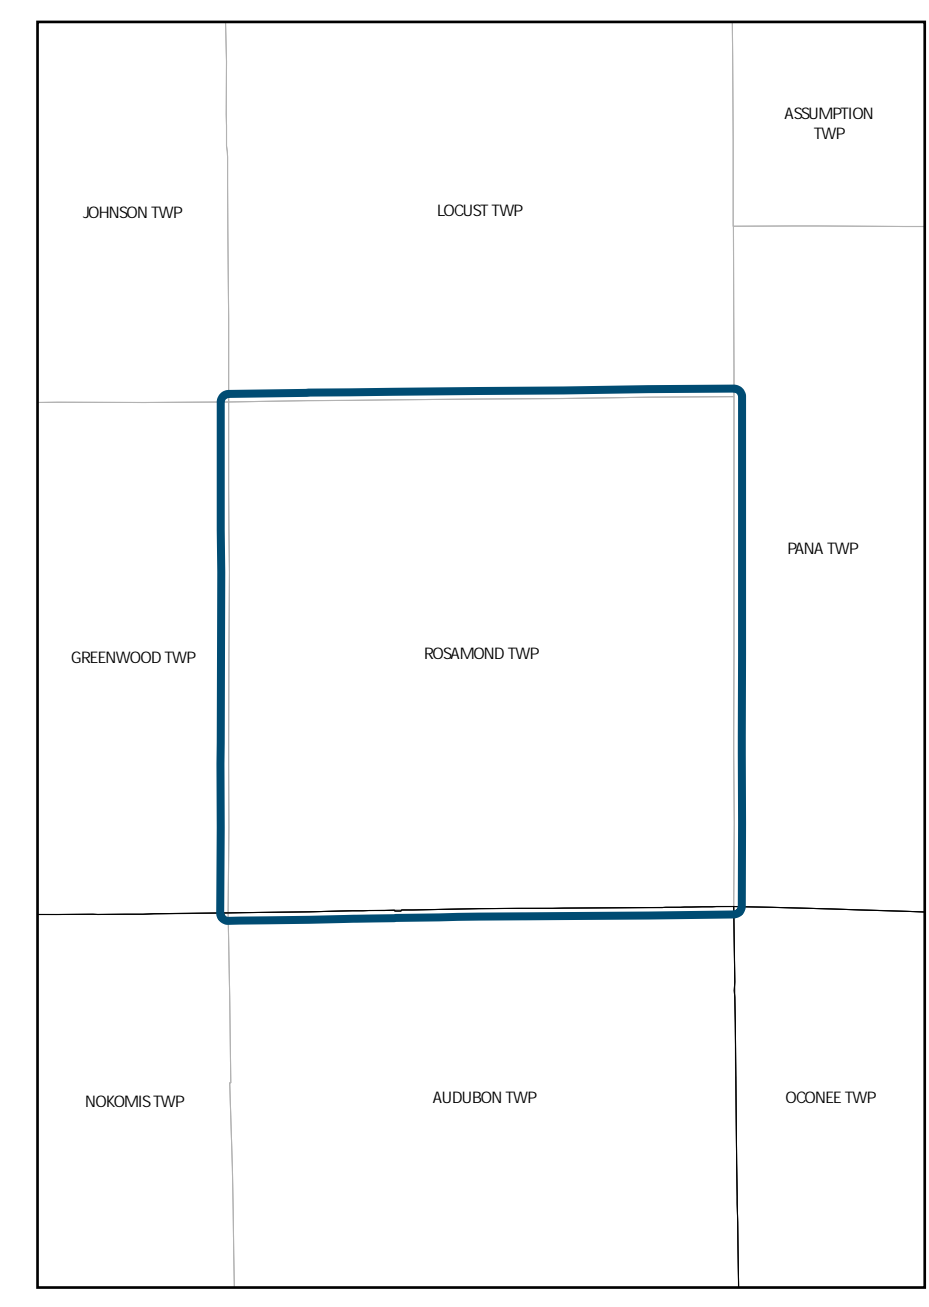 ASSUMPTION
TWP
JOHNSON TWP
LOCUST TWP
PANA TWP
GREENWOOD TWP
ROSAMOND TWP
NOKOMIS TWP
AUDUBON TWP
OCONEE TWP